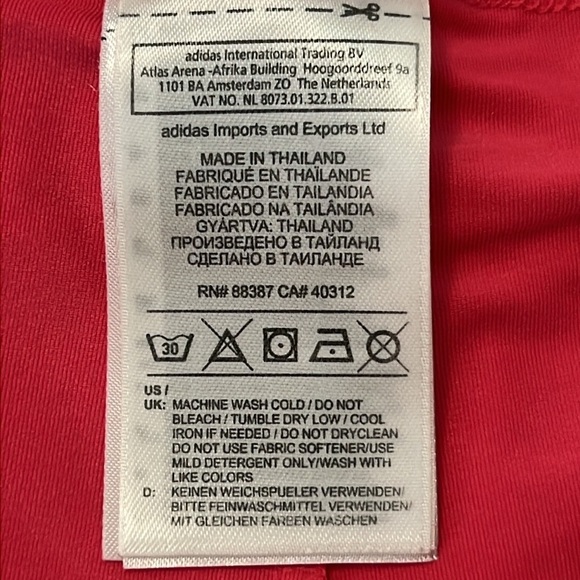 adidas International Trading BV
Atlas Arena -Afrika Building Hoogoorddreef 9a
1101 BA Amsterdam ZO The Netherlands
VAT NO. NL 8073.01.322.B.01
adidas Imports and Exports Ltd
MADE IN THAILAND
FABRIQUÉ EN THAÏLANDE
FABRICADO EN TAILANDIA
FABRICADO NA TAILÂNDIA
GYÁRTVA: THAILAND
ПРОИЗВЕДЕНО В ТАЙЛАНД
СДЕЛАНО В ТАИЛАНДЕ
RN# 88387 CA# 40312
30
US /
UK: MACHINE WASH COLD / DO NOT
BLEACH / TUMBLE DRY LOW / COOL
IRON IF NEEDED / DO NOT DRYCLEAN
DO NOT USE FABRIC SOFTENER/USE
MILD DETERGENT ONLY/WASH WITH
LIKE COLORS
D: KEINEN WEICHSPUELER VERWENDEN/
BITTE FEINWASCHMITTEL VERWENDEN/
MIT GLEICHEN FARBEN WASCHEN